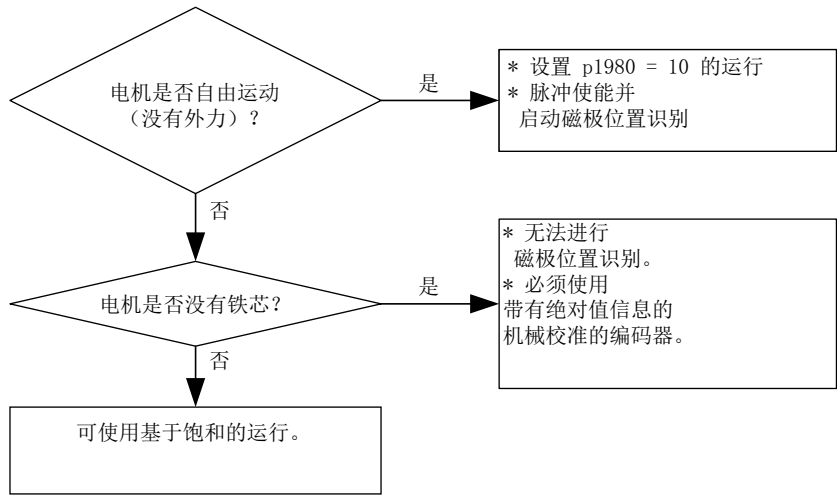 电机是否自由运动
（没有外力）?
是
* 设置 p1980 = 10 的运行
* 脉冲使能并
启动磁极位置识别
否
电机是否没有铁芯?
是
* 无法进行
磁极位置识别。
* 必须使用
带有绝对值信息的
机械校准的编码器。
否
可使用基于饱和的运行。